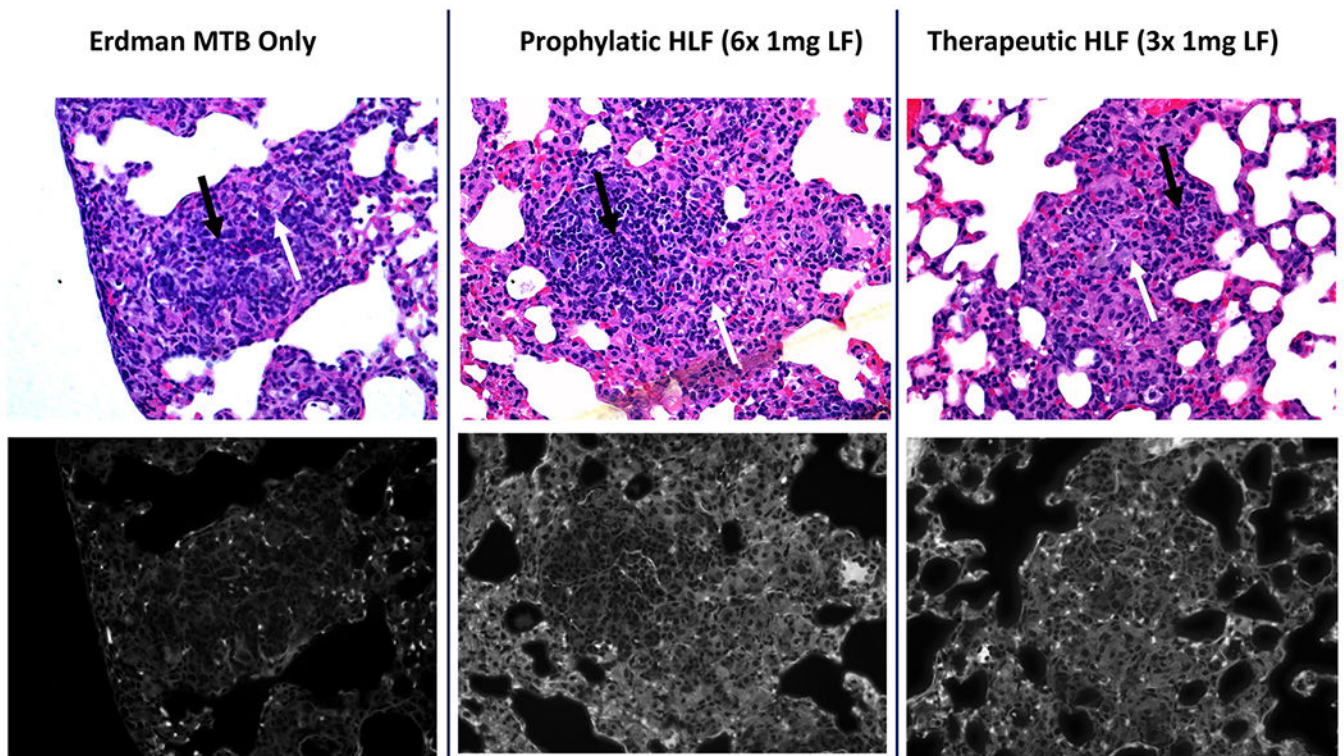 Erdman MTB Only
Prophylatic HLF (6x 1mg LF)
Therapeutic HLF (3x 1mg LF)